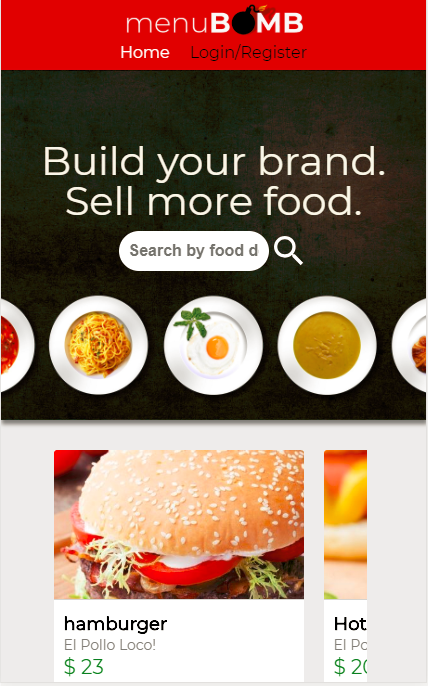 menuBOMB
Home Login/Register
Build your brand.
Sell more food.
Search by food d
hamburger
El Pollo Loco!
$ 23
Hot
El Po
$ 20